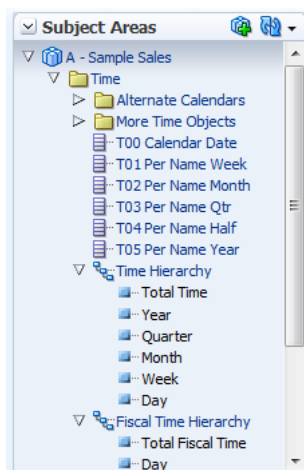 Subject Areas
A - Sample Sales
Time
Alternate Calendars
More Time Objects
T00 Calendar Date
T01 Per Name Week
T02 Per Name Month
T03 Per Name Qtr
T04 Per Name Half
T05 Per Name Year
Time Hierarchy
Total Time
Year
Quarter
Month
Week
Day
Fiscal Time Hierarchy
Total Fiscal Time
Day